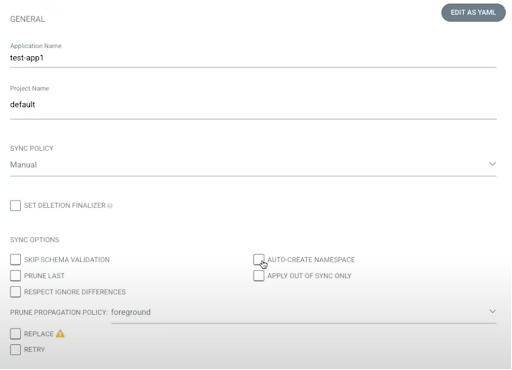 EDIT AS YAML
GENERAL
Application Name
test-app1
Project Name
default
SYNC POLICY
Manual
SET DELETION FINALIZER
SYNC OPTIONS
SKIP SCHEMA VALIDATION
AUTO-CREATE NAMESPACE
PRUNE LAST
APPLY OUT OF SYNC ONLY
RESPECT IGNORE DIFFERENCES
PRUNE PROPAGATION POLICY: foreground
REPLACE
RETRY